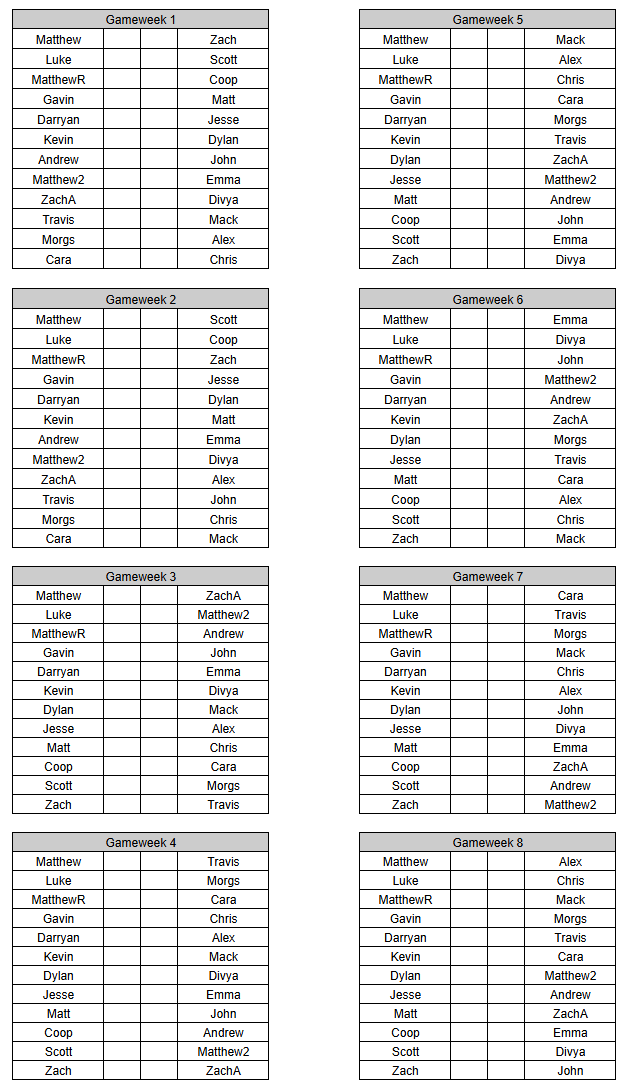 Gameweek 1
Matthew Zach
Luke Scott
MatthewR Coop
Gavin Matt
Darryan Jesse
Kevin Dylan
Andrew John
Matthew2 Emma
ZachA Divya
Travis Mack
Morgs Alex
Cara Chris
Gameweek 2
Matthew Scott
Luke Coop
MatthewR Zach
Gavin Jesse
Darryan Dylan
Kevin Matt
Andrew Emma
Matthew2 Divya
ZachA Alex
Travis John
Morgs Chris
Cara Mack
Gameweek 3
Matthew ZachA
Luke Matthew2
MatthewR Andrew
Gavin John
Darryan Emma
Kevin Divya
Dylan Mack
Jesse Alex
Matt Chris
Coop Cara
Scott Morgs
Zach Travis
Gameweek 4
Matthew Travis
Luke Morgs
MatthewR Cara
Gavin Chris
Darryan Alex
Kevin Mack
Dylan Divya
Jesse Emma
Matt John
Coop Andrew
Scott Matthew2
Zach ZachA
Gameweek 5
Matthew Mack
Luke Alex
MatthewR Chris
Gavin Cara
Darryan Morgs
Kevin Travis
Dylan ZachA
Jesse Matthew2
Matt Andrew
Coop John
Scott Emma
Zach Divya
Gameweek 6
Matthew Emma
Luke Divya
MatthewR John
Gavin Matthew2
Darryan Andrew
Kevin ZachA
Dylan Morgs
Jesse Travis
Matt Cara
Coop Alex
Scott Chris
Zach Mack
Gameweek 7
Matthew Cara
Luke Travis
MatthewR Morgs
Gavin Mack
Darryan Chris
Kevin Alex
Dylan John
Jesse Divya
Matt Emma
Coop ZachA
Scott Andrew
Zach Matthew2
Gameweek 8
Matthew Alex
Luke Chris
MatthewR Mack
Gavin Morgs
Darryan Travis
Kevin Cara
Dylan Matthew2
Jesse Andrew
Matt ZachA
Coop Emma
Scott Divya
Zach John